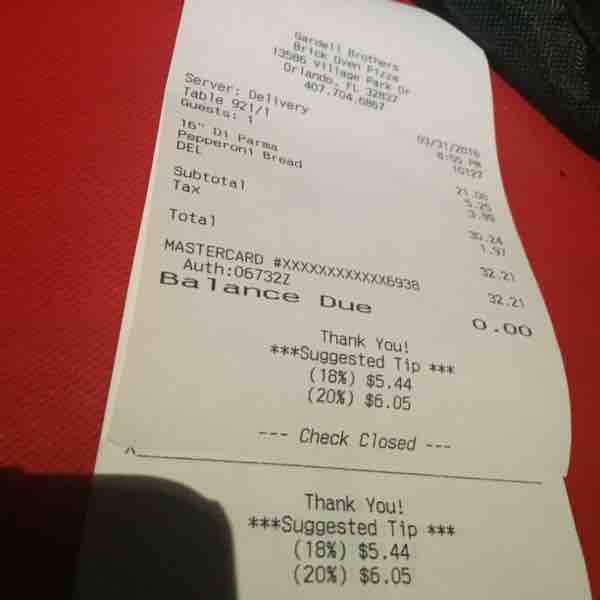 Gardell Brothers
Brick Oven Pizza
13586 Village Park Dr
Orlando, FL 32837
407.704.6867
Server: Delivery 03/31/2016
Table 921/1 6:55 PM
Guests: 1 10127
16" Di Parma 21.00
Pepperoni Bread 5.25
DEL 3.99
Subtotal 30.24
Tax 1.97
Total 32.21
MASTERCARD #XXXXXXXXXXXX6938 32.21
Auth:06732Z
Balance Due 0.00
Thank You!
***Suggested Tip ***
(18%) $5.44
(20%) $6.05
--- Check Closed ---
Thank You!
***Suggested Tip ***
(18%) $5.44
(20%) $6.05